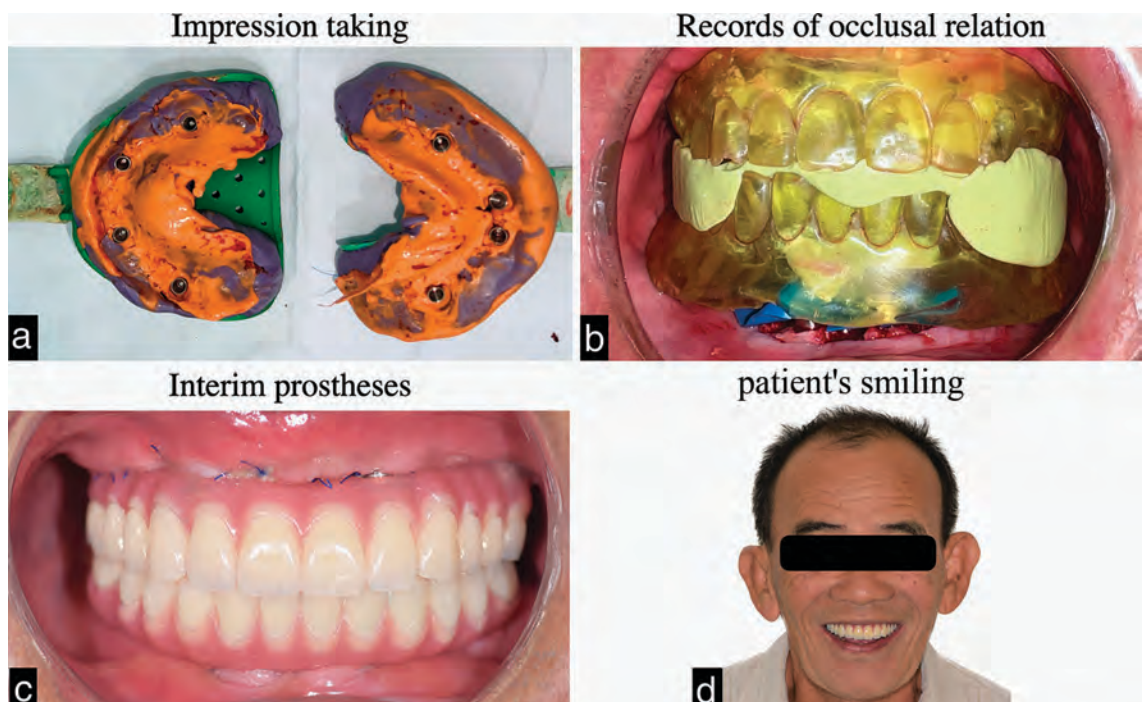 Impression taking
Records of occlusal relation
a
b
Interim prostheses
patient's smiling
c
d